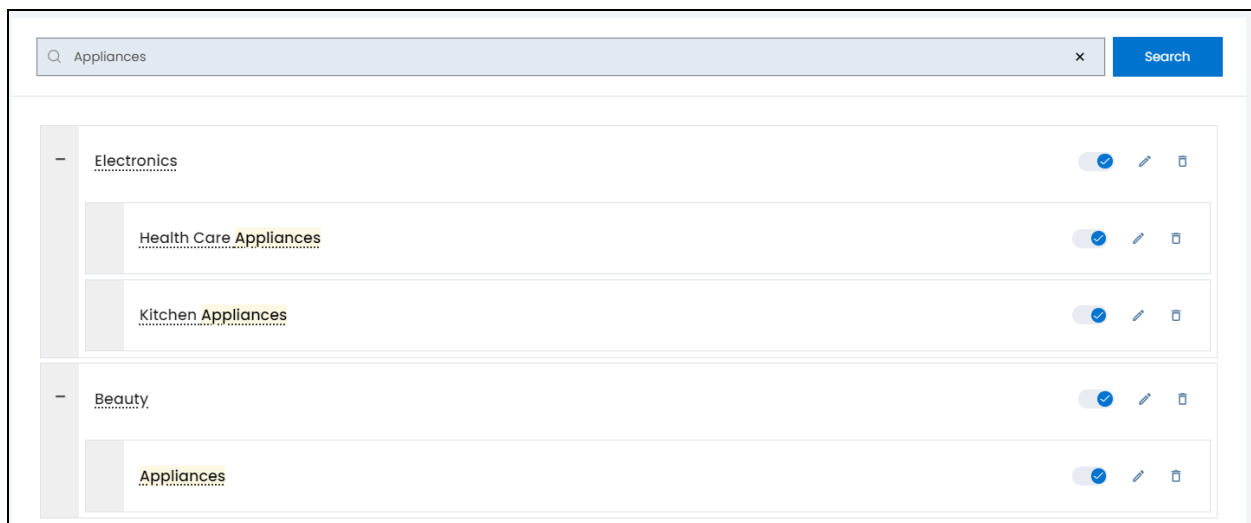 Appliances
Search
Electronics
Health Care Appliances
Kitchen Appliances
Beauty
Appliances